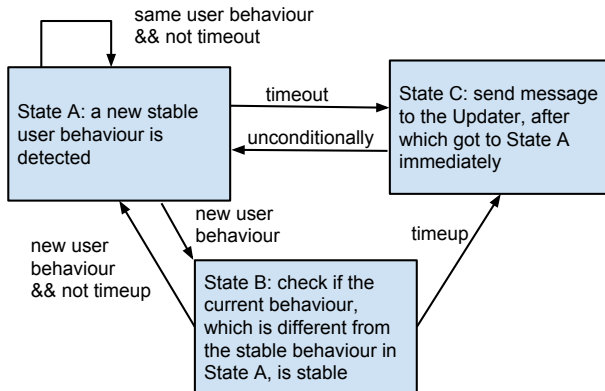 same user behaviour
&& not timeout
State A: a new stable
user behaviour is
detected
timeout
unconditionally
State C: send message
to the Updater, after
which got to State A
immediately
new user
behaviour
timeup
new user
behaviour
&& not timeup
State B: check if the
current behaviour,
which is different from
the stable behaviour in
State A, is stable